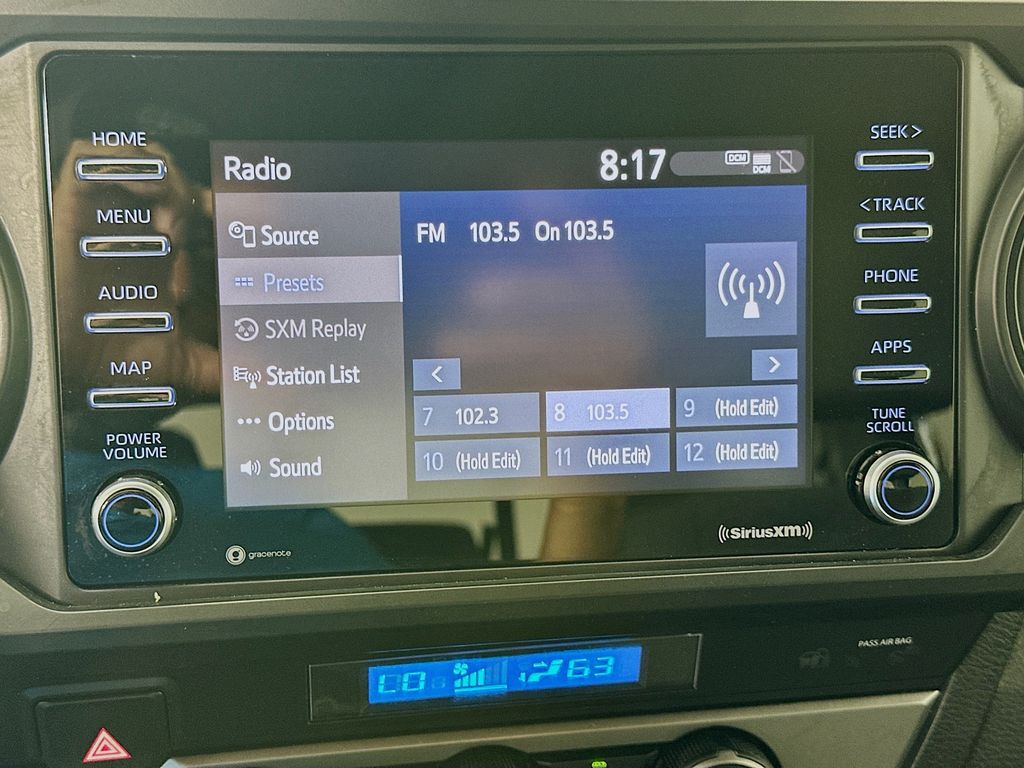 HOME
MENU
AUDIO
MAP
POWER
VOLUME
Radio
8:17
DCM
DCM
Source
Presets
SXM Replay
Station List
Options
Sound
FM 103.5 On 103.5
< >
7 102.3
8 103.5
9 (Hold Edit)
10 (Hold Edit)
11 (Hold Edit)
12 (Hold Edit)
SEEK >
< TRACK
PHONE
APPS
TUNE
SCROLL
gracenote
((SiriusXM))
LO 63
PASS AIR BAG